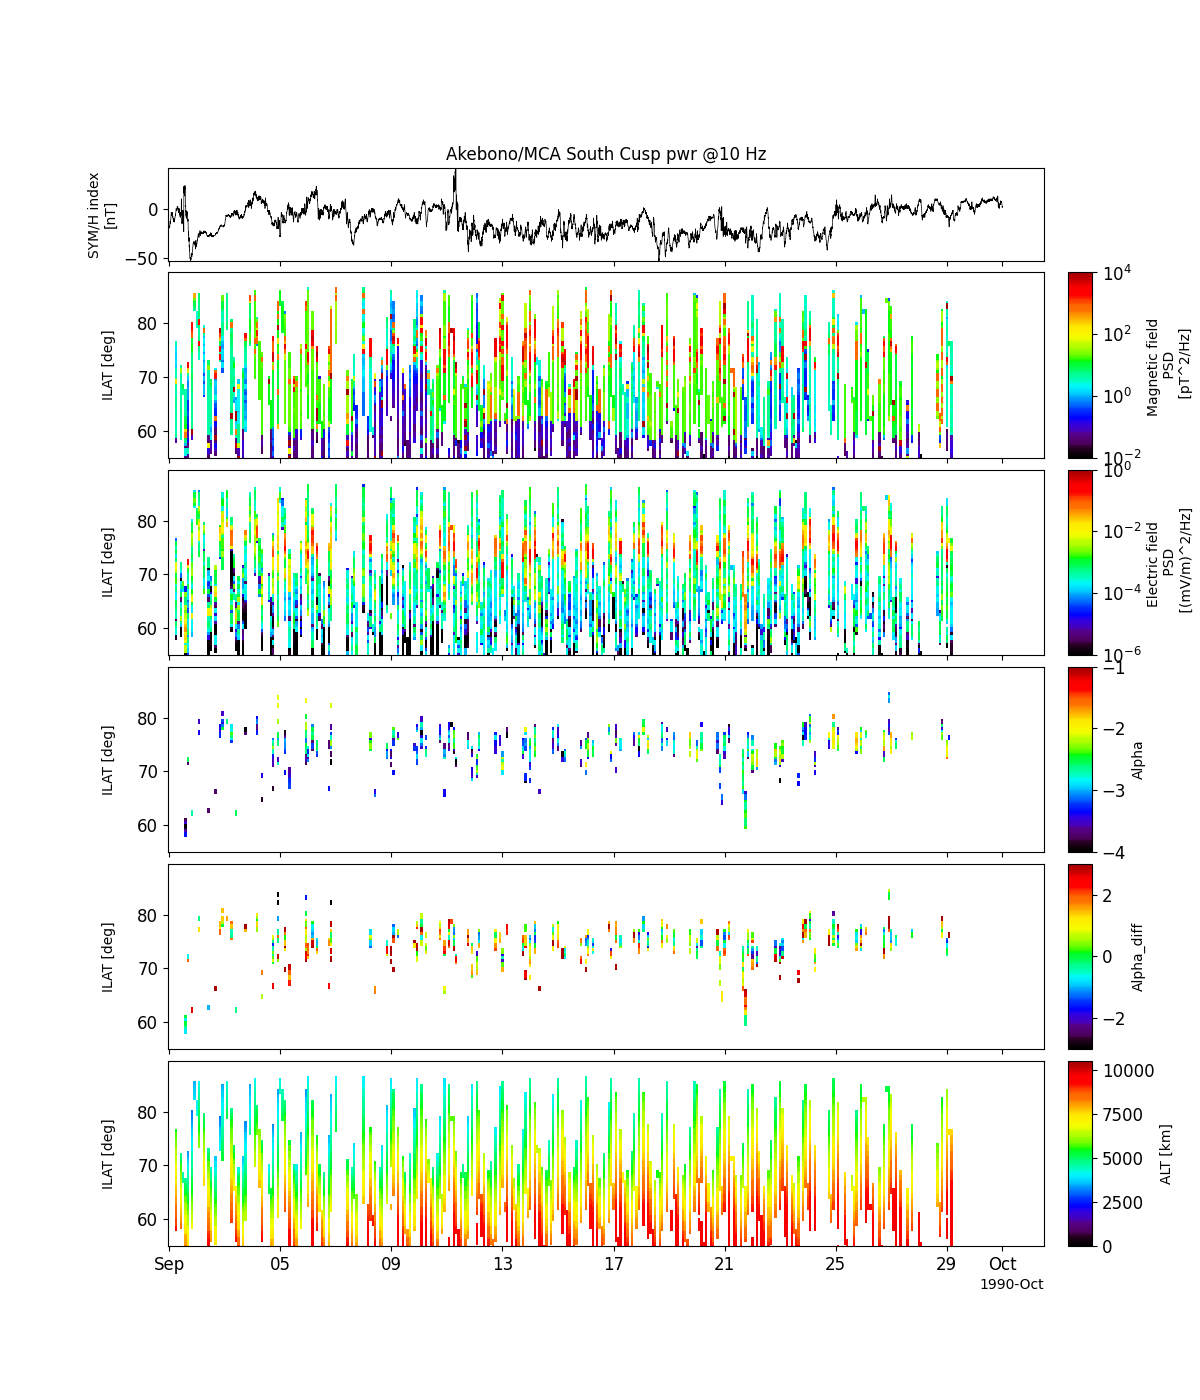 Akebono/MCA South Cusp pwr @10 Hz
SYM/H index
[nT]
0
−50
ILAT [deg]
80
70
60
10^4
10^2
10^0
10^−2
Magnetic field
PSD
[pT^2/Hz]
ILAT [deg]
80
70
60
10^0
10^−2
10^−4
10^−6
Electric field
PSD
[(mV/m)^2/Hz]
ILAT [deg]
80
70
60
−1
−2
−3
−4
Alpha
ILAT [deg]
80
70
60
2
0
−2
Alpha_diff
ILAT [deg]
80
70
60
10000
7500
5000
2500
0
ALT [km]
Sep 05 09 13 17 21 25 29 Oct
1990-Oct